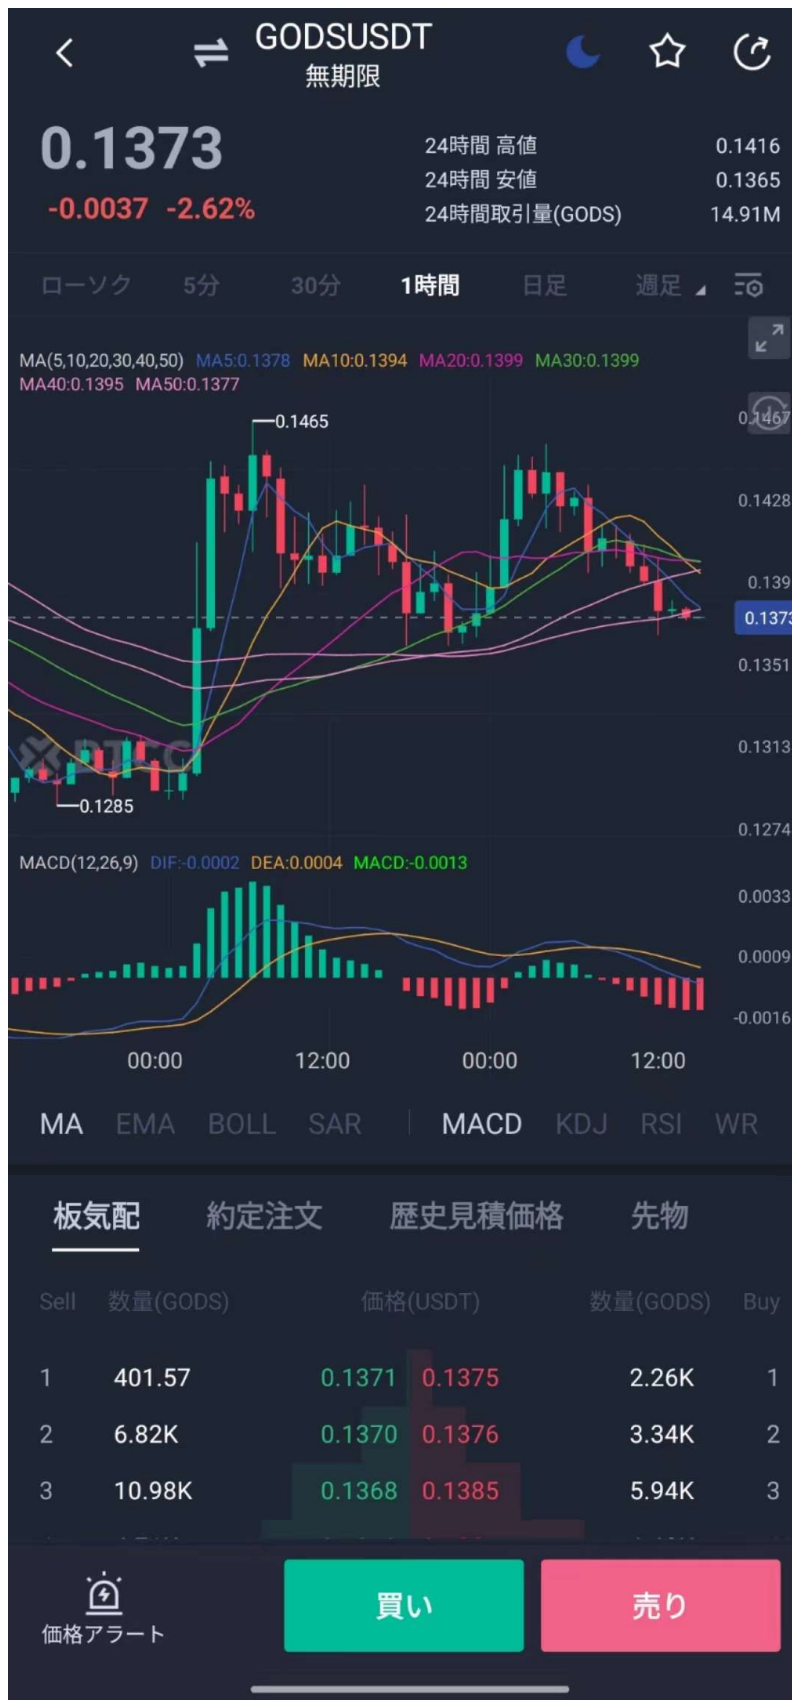 GODSUSDT
無期限
0.1373
-0.0037 -2.62%
24時間 高値 0.1416
24時間 安値 0.1365
24時間取引量(GODS) 14.91M
ローソク 5分 30分 1時間 日足 週足
MA(5,10,20,30,40,50) MA5:0.1378 MA10:0.1394 MA20:0.1399 MA30:0.1399
MA40:0.1395 MA50:0.1377
0.1465
0.1467
0.1428
0.139
0.1373
0.1351
0.1313
BTCC
0.1285
0.1274
MACD(12,26,9) DIF:-0.0002 DEA:0.0004 MACD:-0.0013
0.0033
0.0009
-0.0016
00:00 12:00 00:00 12:00
MA EMA BOLL SAR MACD KDJ RSI WR
板気配 約定注文 歴史見積価格 先物
Sell 数量(GODS) 価格(USDT) 数量(GODS) Buy
1 401.57 0.1371 0.1375 2.26K 1
2 6.82K 0.1370 0.1376 3.34K 2
3 10.98K 0.1368 0.1385 5.94K 3
価格アラート 買い 売り